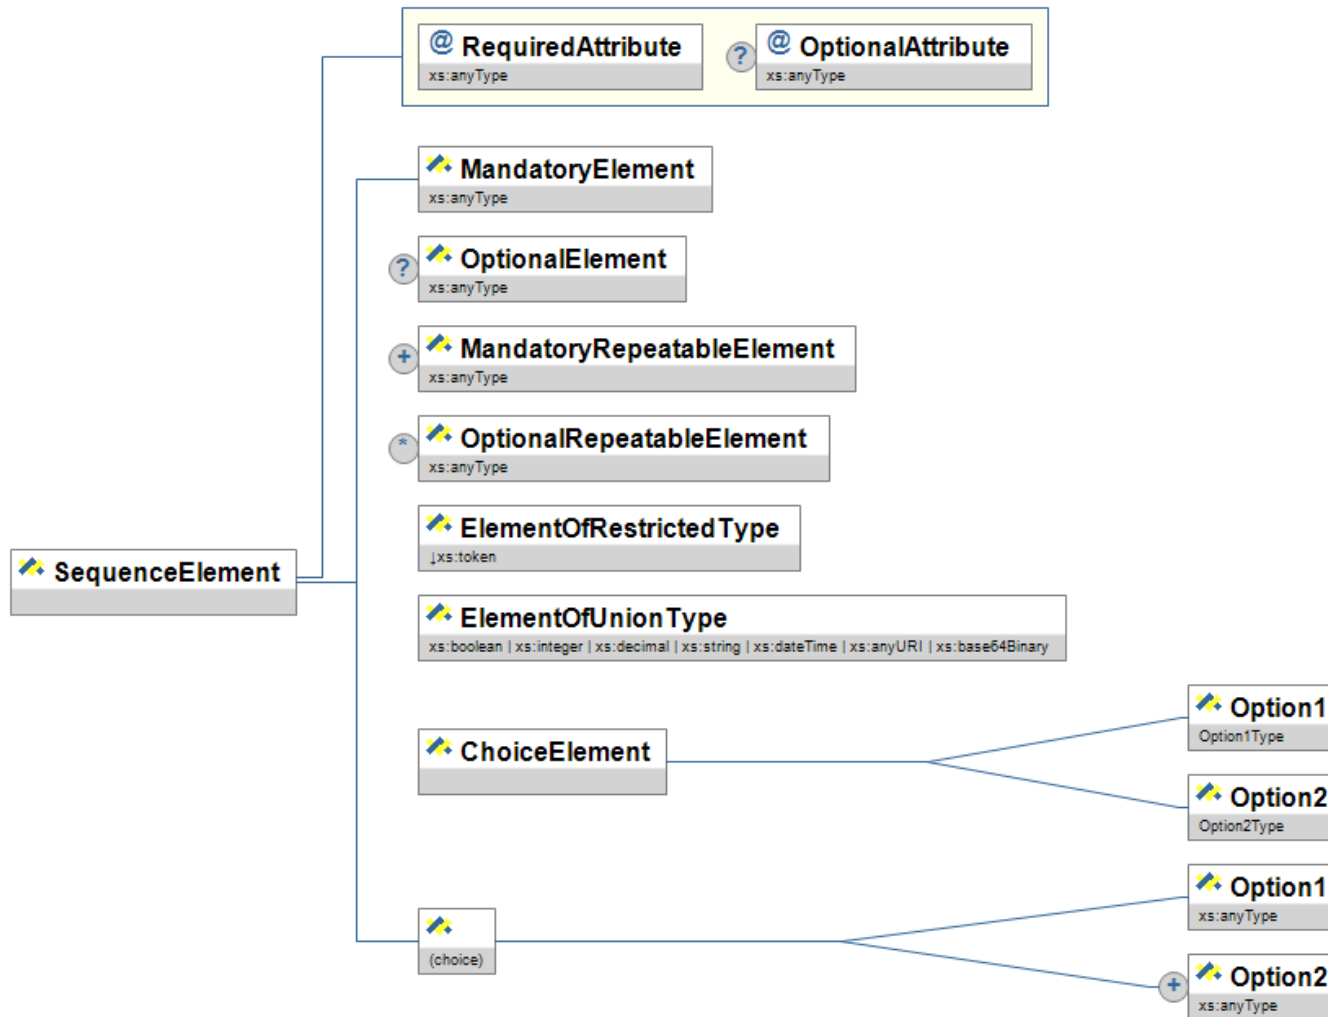 @ RequiredAttribute
xs:anyType
? @ OptionalAttribute
xs:anyType
MandatoryElement
xs:anyType
? OptionalElement
xs:anyType
+ MandatoryRepeatableElement
xs:anyType
* OptionalRepeatableElement
xs:anyType
ElementOfRestrictedType
↓xs:token
SequenceElement
ElementOfUnionType
xs:boolean | xs:integer | xs:decimal | xs:string | xs:dateTime | xs:anyURI | xs:base64Binary
ChoiceElement
Option1
Option1Type
Option2
Option2Type
(choice)
Option1
xs:anyType
+ Option2
xs:anyType